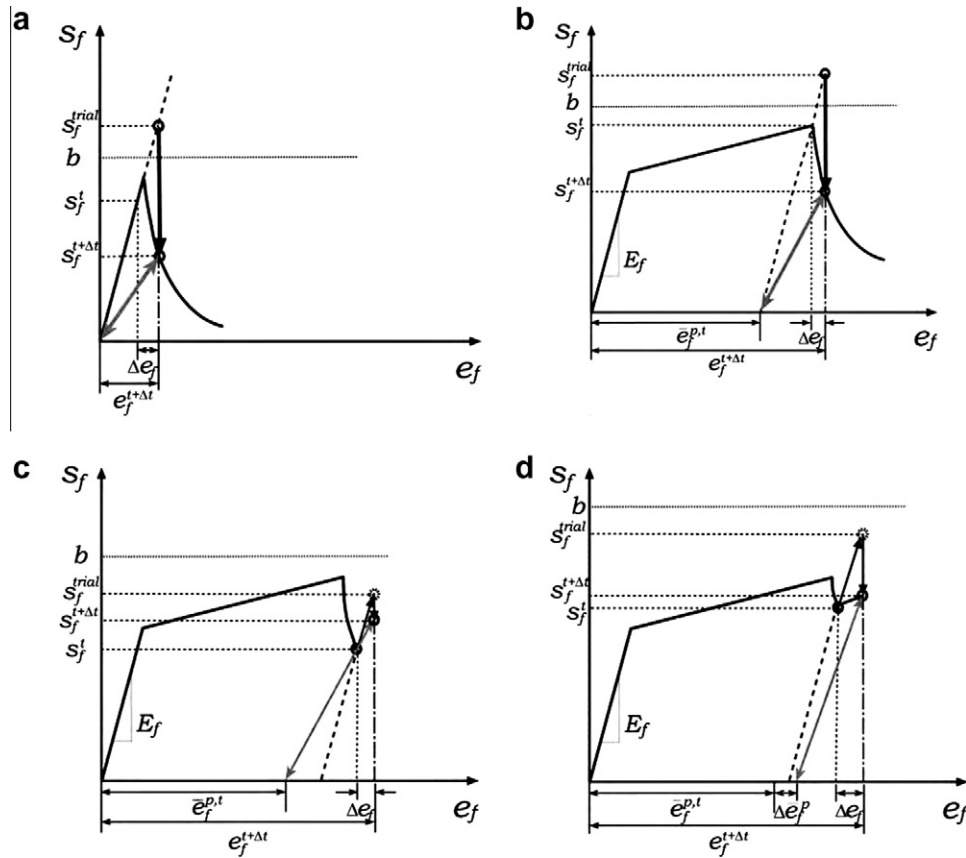 a
S_f
s_f^{trial}
b
s_f^t
s_f^{t+Δt}
Δe_f
e_f
e_f^{t+Δt}
b
S_f
s_f^{trial}
b
s_f^t
s_f^{t+Δt}
E_f
ē_f^{p,t}
Δe_f
e_f
e_f^{t+Δt}
c
S_f
b
s_f^{trial}
s_f^{t+Δt}
s_f^t
E_f
ē_f^{p,t}
Δe_f
e_f
e_f^{t+Δt}
d
S_f
b
s_f^{trial}
s_f^{t+Δt}
s_f^t
E_f
ē_f^{p,t}
Δē_f^p
Δe_f
e_f
e_f^{t+Δt}